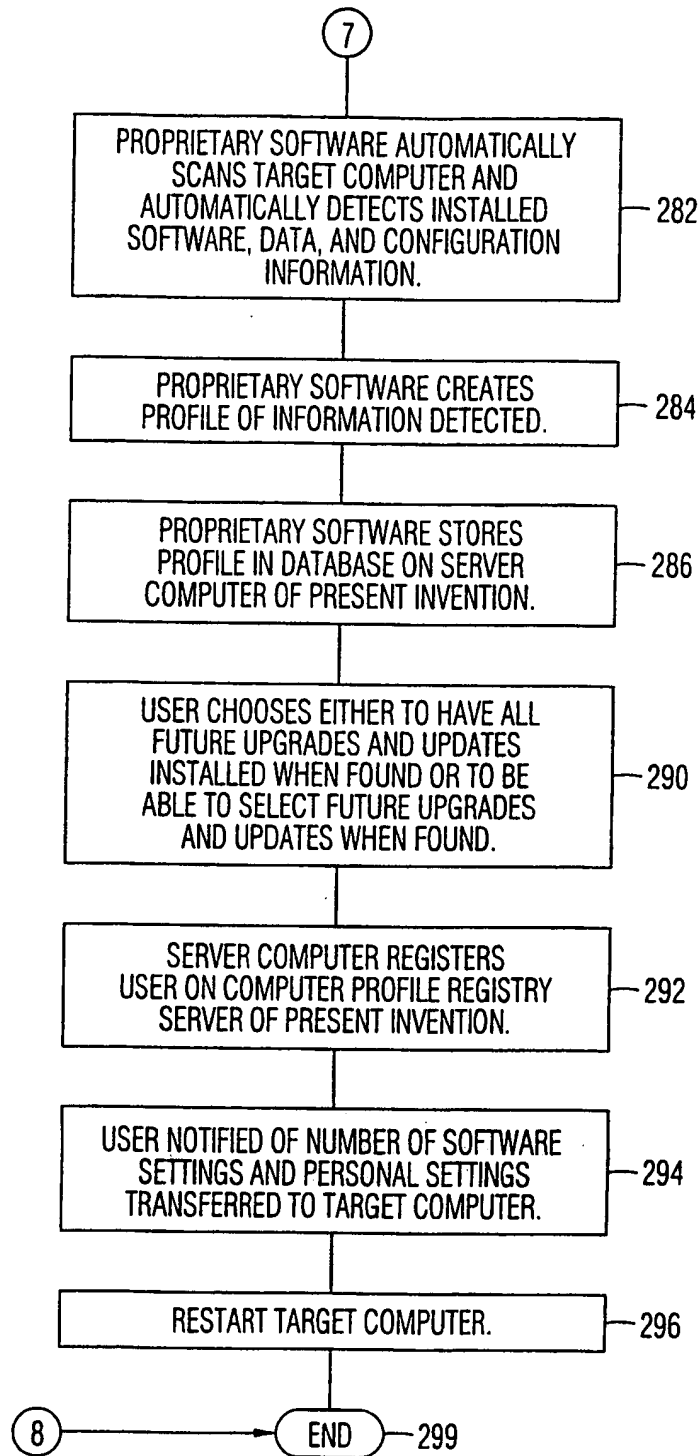 7
PROPRIETARY SOFTWARE AUTOMATICALLY
SCANS TARGET COMPUTER AND
AUTOMATICALLY DETECTS INSTALLED
SOFTWARE, DATA, AND CONFIGURATION
INFORMATION.
282
PROPRIETARY SOFTWARE CREATES
PROFILE OF INFORMATION DETECTED.
284
PROPRIETARY SOFTWARE STORES
PROFILE IN DATABASE ON SERVER
COMPUTER OF PRESENT INVENTION.
286
USER CHOOSES EITHER TO HAVE ALL
FUTURE UPGRADES AND UPDATES
INSTALLED WHEN FOUND OR TO BE
ABLE TO SELECT FUTURE UPGRADES
AND UPDATES WHEN FOUND.
290
SERVER COMPUTER REGISTERS
USER ON COMPUTER PROFILE REGISTRY
SERVER OF PRESENT INVENTION.
292
USER NOTIFIED OF NUMBER OF SOFTWARE
SETTINGS AND PERSONAL SETTINGS
TRANSFERRED TO TARGET COMPUTER.
294
RESTART TARGET COMPUTER.
296
8
END
299